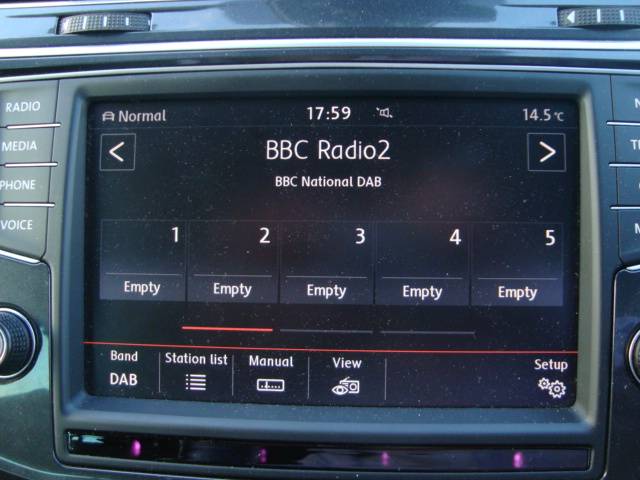 RADIO
MEDIA
PHONE
VOICE
Normal 17:59 14.5 °C
< BBC Radio2 >
BBC National DAB
1 2 3 4 5
Empty Empty Empty Empty Empty
Band Station list Manual View Setup
DAB